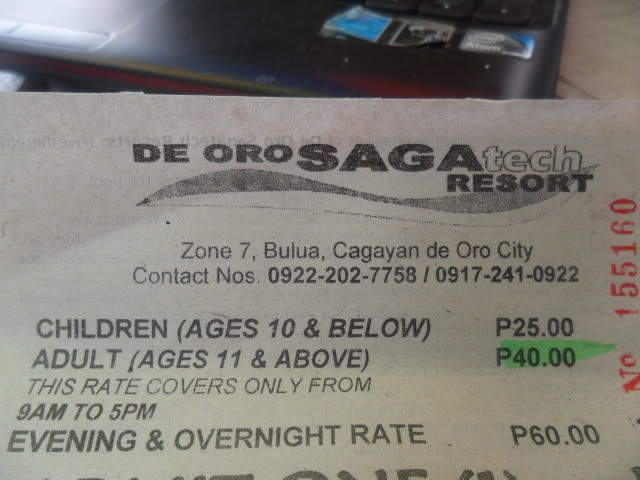 DE ORO SAGAtech
RESORT
Zone 7, Bulua, Cagayan de Oro City
Contact Nos. 0922-202-7758 / 0917-241-0922
CHILDREN (AGES 10 & BELOW) P25.00
ADULT (AGES 11 & ABOVE) P40.00
THIS RATE COVERS ONLY FROM
9AM TO 5PM
EVENING & OVERNIGHT RATE P60.00
No 155160
Atom